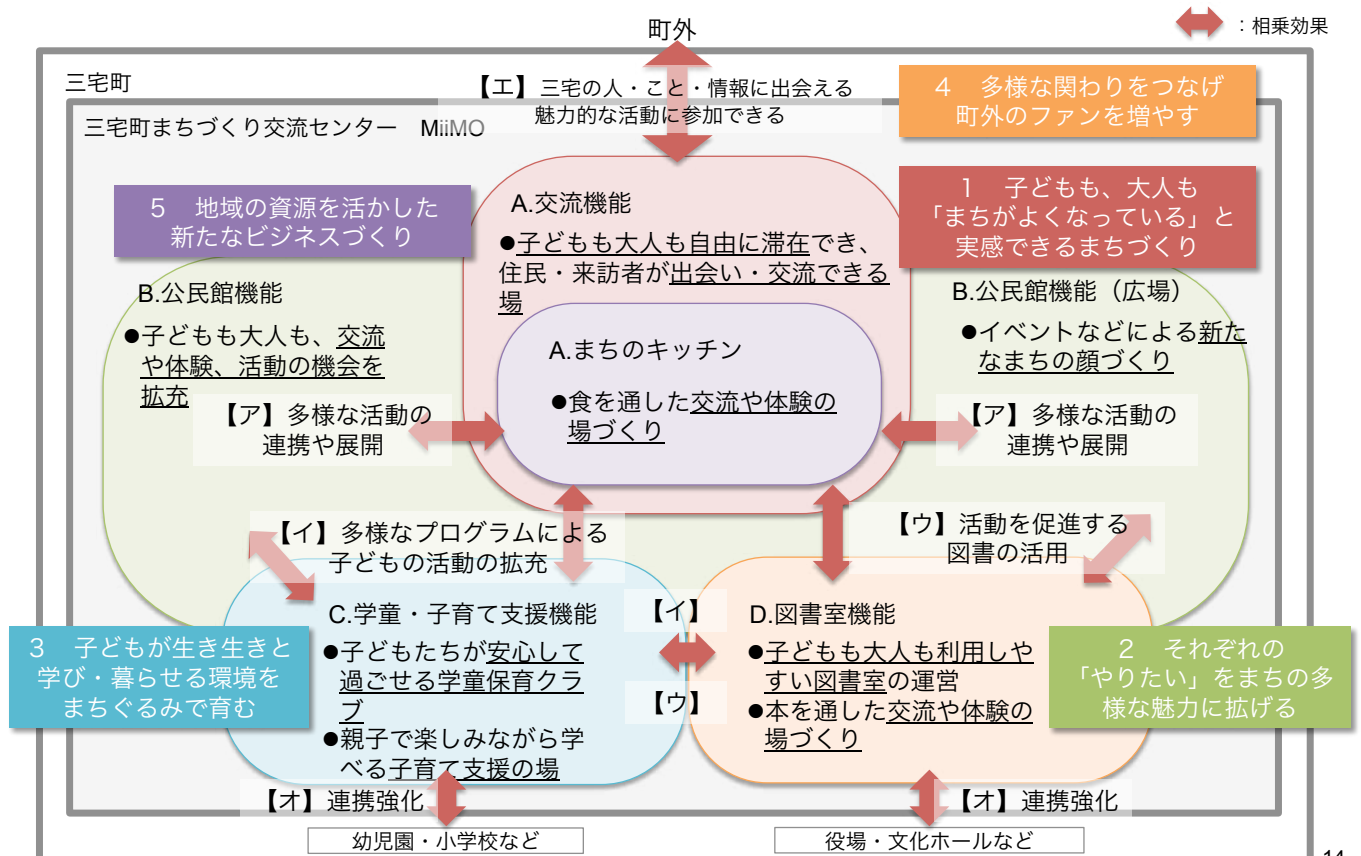 ：相乗効果
町外
三宅町
【エ】三宅の人・こと・情報に出会える
魅力的な活動に参加できる
4　多様な関わりをつなげ
町外のファンを増やす
三宅町まちづくり交流センター　MiiMO
5　地域の資源を活かした
新たなビジネスづくり
A.交流機能
●子どもも大人も自由に滞在でき、
住民・来訪者が出会い・交流できる
場
1　子どもも、大人も
「まちがよくなっている」と
実感できるまちづくり
B.公民館機能
●子どもも大人も、交流
や体験、活動の機会を
拡充
A.まちのキッチン
●食を通した交流や体験の
場づくり
B.公民館機能（広場）
●イベントなどによる新た
なまちの顔づくり
【ア】多様な活動の
連携や展開
【ア】多様な活動の
連携や展開
【イ】多様なプログラムによる
子どもの活動の拡充
【ウ】活動を促進する
図書の活用
3　子どもが生き生きと
学び・暮らせる環境を
まちぐるみで育む
C.学童・子育て支援機能
●子どもたちが安心して
過ごせる学童保育クラ
ブ
●親子で楽しみながら学
べる子育て支援の場
【イ】
【ウ】
D.図書室機能
●子どもも大人も利用しや
すい図書室の運営
●本を通した交流や体験の
場づくり
2　それぞれの
「やりたい」をまちの多
様な魅力に拡げる
【オ】連携強化
【オ】連携強化
幼児園・小学校など
役場・文化ホールなど
14